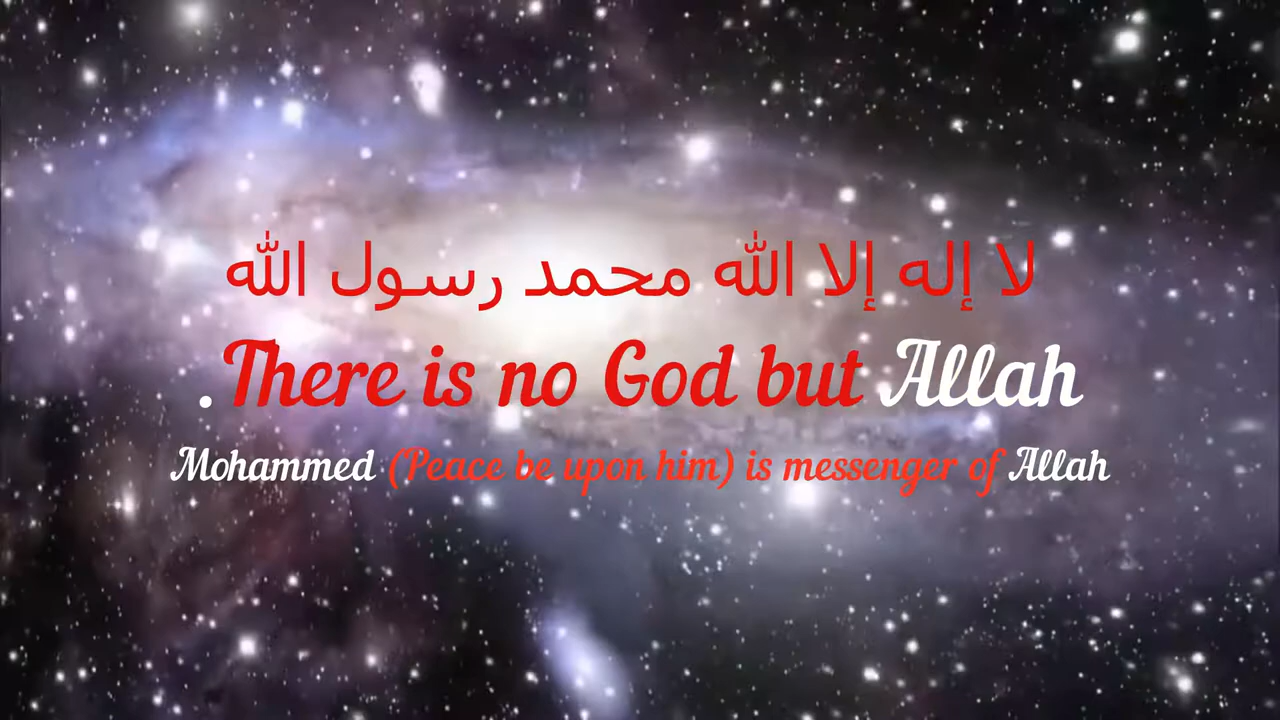 لا إله إلا الله محمد رسول الله
.There is no God but Allah
Mohammed (Peace be upon him) is messenger of Allah